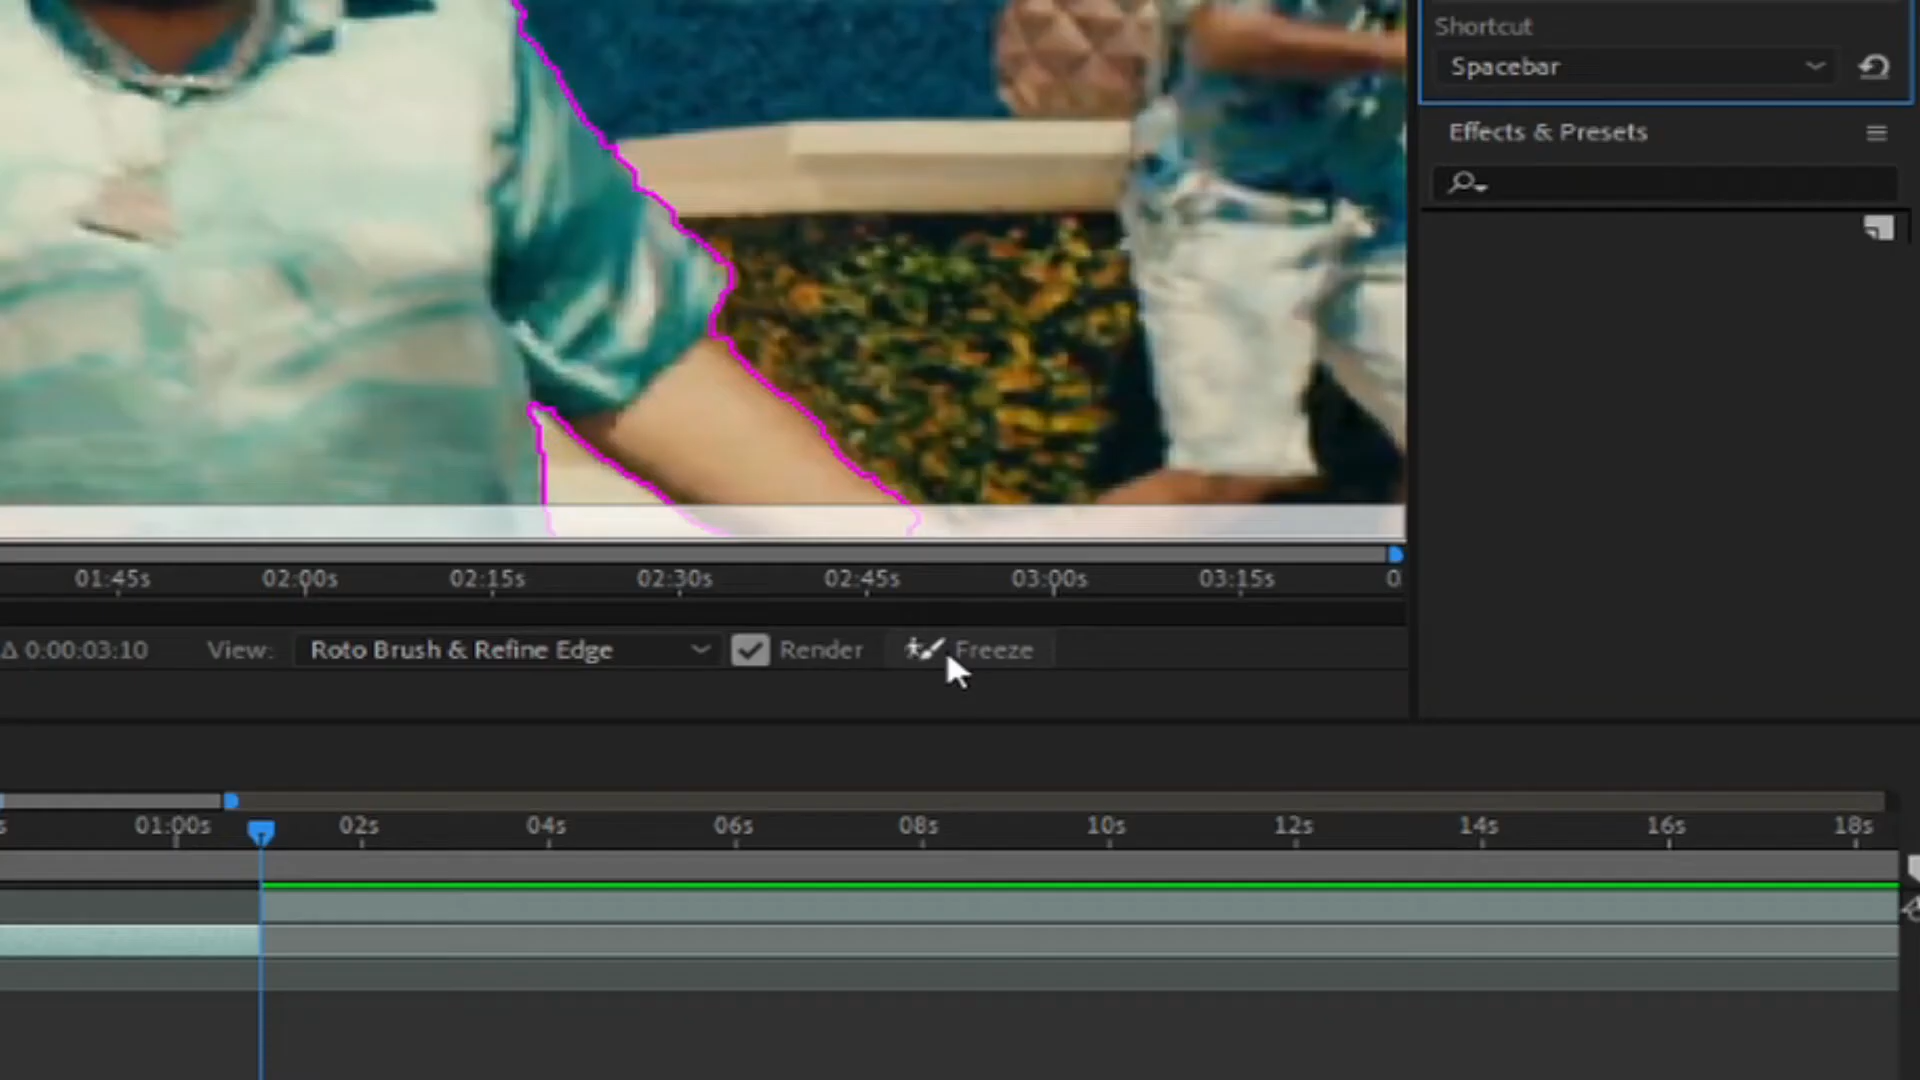 Shortcut
Spacebar
Effects & Presets
01:45s 02:00s 02:15s 02:30s 02:45s 03:00s 03:15s 0
Δ 0:00:03:10 View: Roto Brush & Refine Edge Render Freeze
s 01:00s 02s 04s 06s 08s 10s 12s 14s 16s 18s